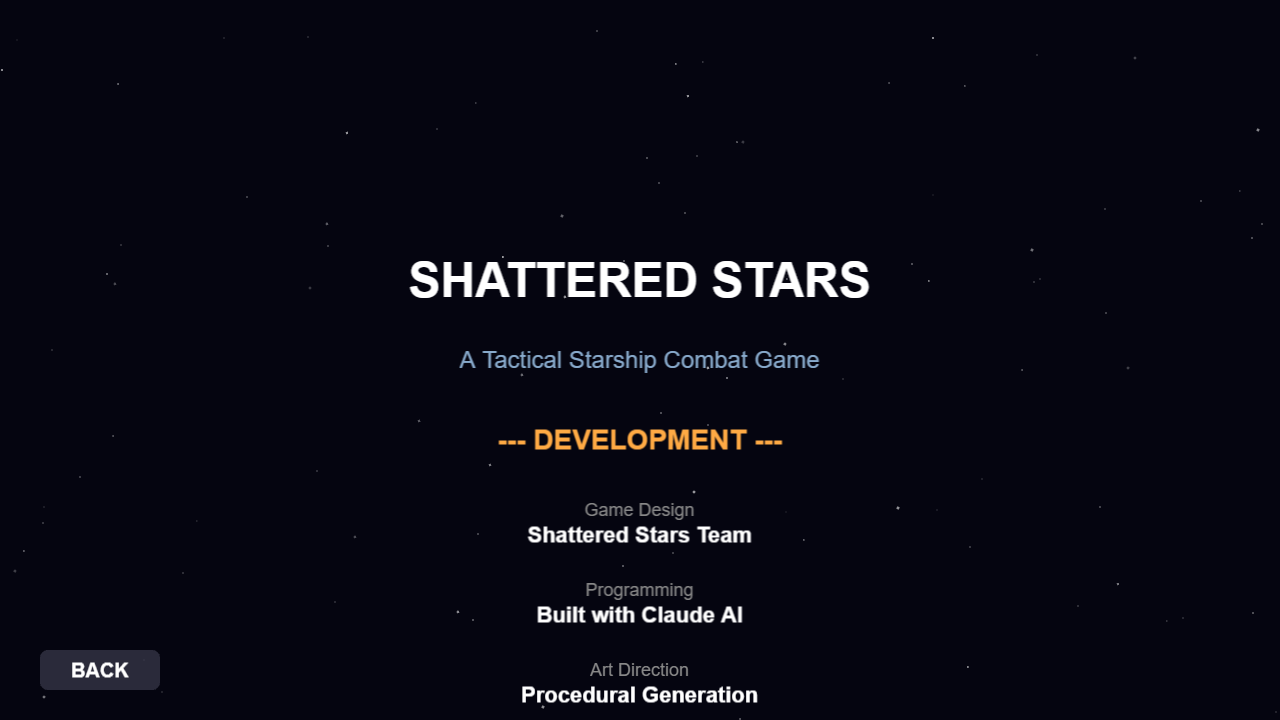 SHATTERED STARS
A Tactical Starship Combat Game
--- DEVELOPMENT ---
Game Design
Shattered Stars Team
Programming
Built with Claude AI
Art Direction
Procedural Generation
BACK